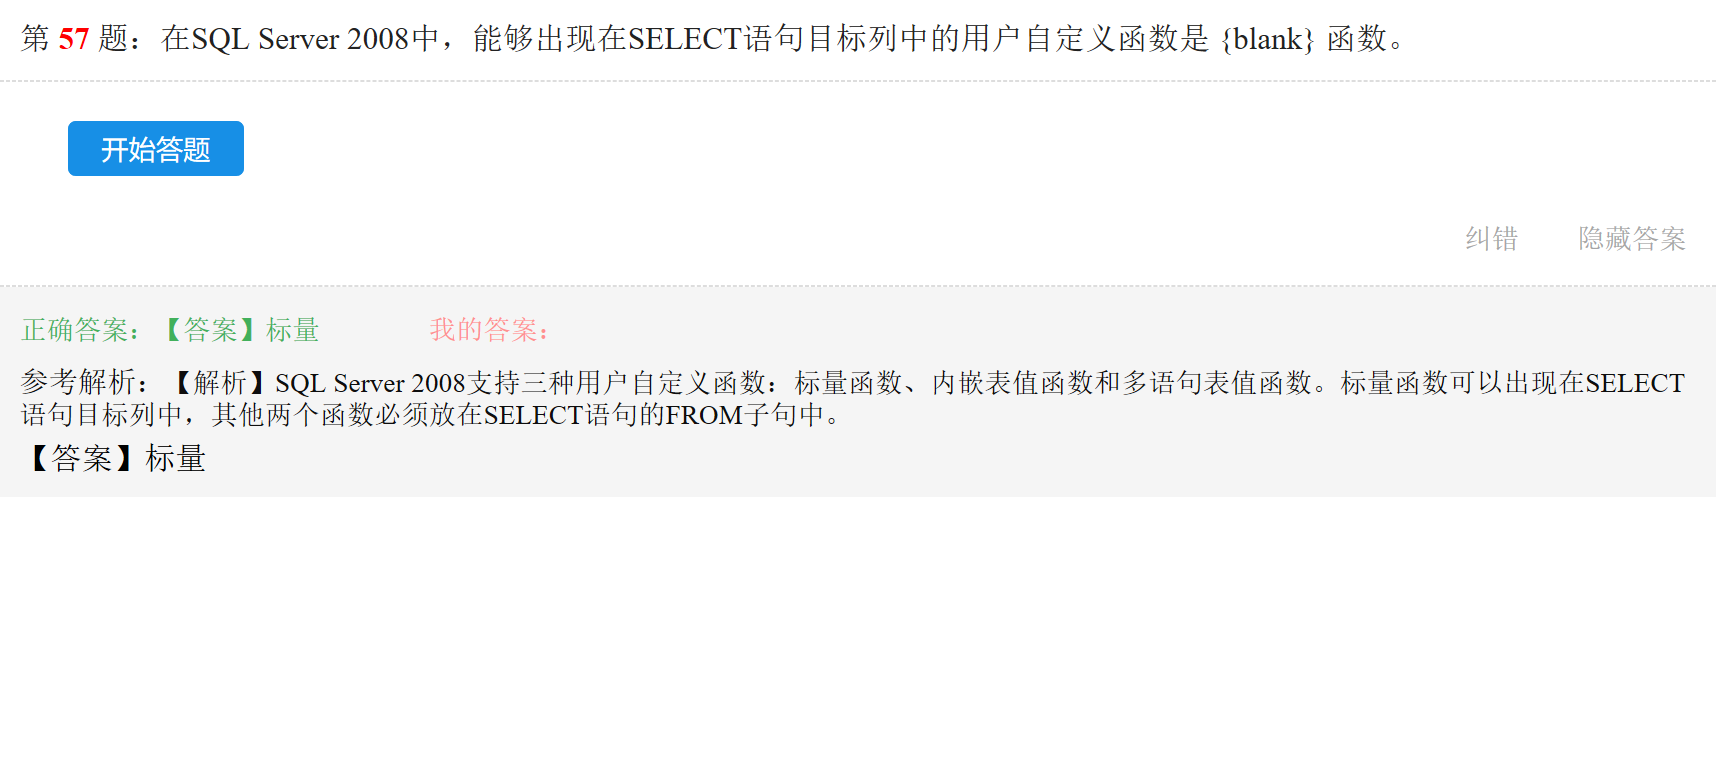 第 57 题：在SQL Server 2008中，能够出现在SELECT语句目标列中的用户自定义函数是 {blank} 函数。
开始答题
纠错 隐藏答案
正确答案：【答案】标量 我的答案：
参考解析：【解析】SQL Server 2008支持三种用户自定义函数：标量函数、内嵌表值函数和多语句表值函数。标量函数可以出现在SELECT
语句目标列中，其他两个函数必须放在SELECT语句的FROM子句中。
【答案】标量